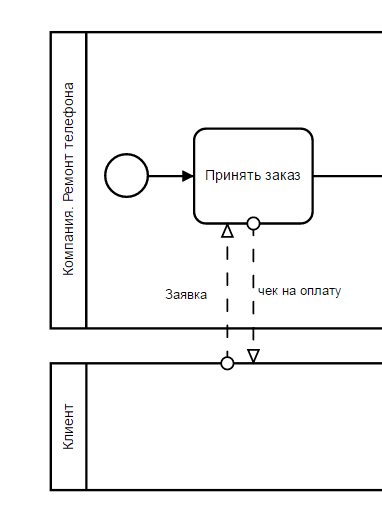 Компания. Ремонт телефона
Принять заказ
Заявка
чек на оплату
Клиент